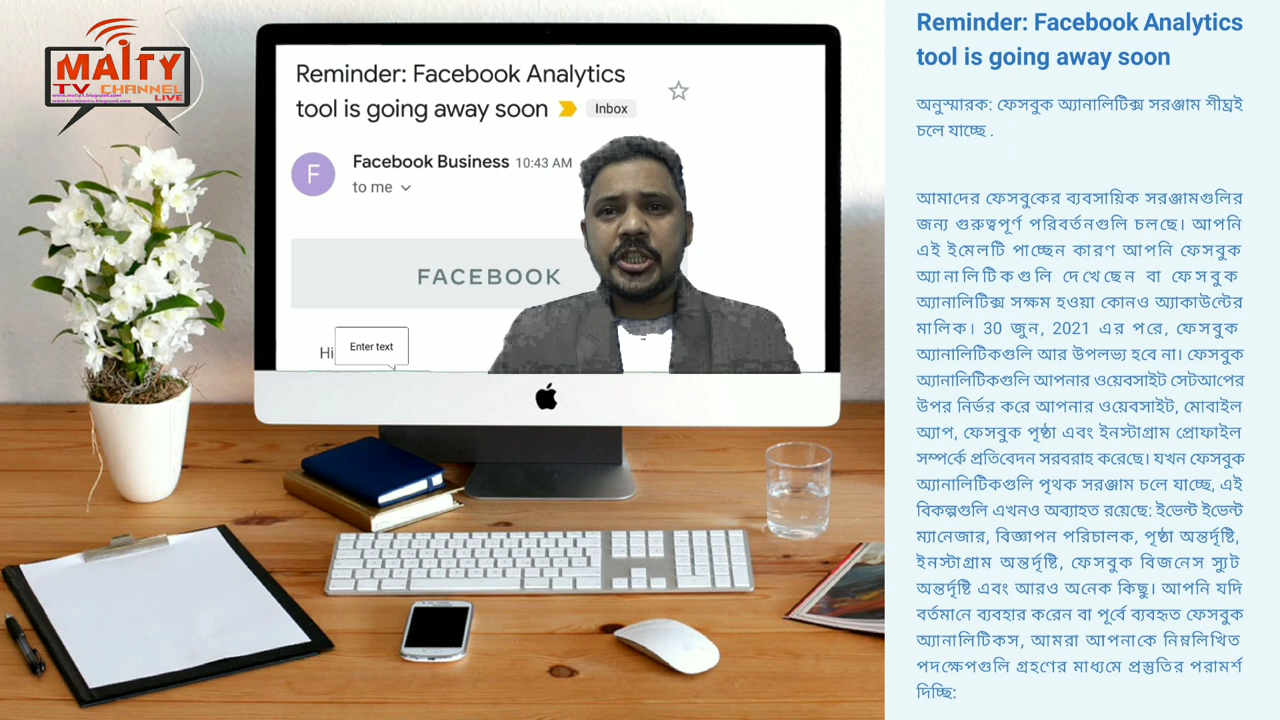 MAITY
TV CHANNEL
LIVE
Reminder: Facebook Analytics
tool is going away soon
Inbox
F
Facebook Business 10:43 AM
to me
FACEBOOK
Hi
Enter text
Reminder: Facebook Analytics
tool is going away soon
অনুস্মারক: ফেসবুক অ্যানালিটিক্স সরঞ্জাম শীঘ্রই
চলে যাচ্ছে .
আমাদের ফেসবুকের ব্যবসায়িক সরঞ্জামগুলির
জন্য গুরুত্বপূর্ণ পরিবর্তনগুলি চলছে। আপনি
এই ইমেলটি পাচ্ছেন কারণ আপনি ফেসবুক
অ্যানালিটিকগুলি দেখেছেন বা ফেসবুক
অ্যানালিটিক্স সক্ষম হওয়া কোনও অ্যাকাউন্টের
মালিক। 30 জুন, 2021 এর পরে, ফেসবুক
অ্যানালিটিকগুলি আর উপলভ্য হবে না। ফেসবুক
অ্যানালিটিকগুলি আপনার ওয়েবসাইট সেটআপের
উপর নির্ভর করে আপনার ওয়েবসাইট, মোবাইল
অ্যাপ, ফেসবুক পৃষ্ঠা এবং ইনস্টাগ্রাম প্রোফাইল
সম্পর্কে প্রতিবেদন সরবরাহ করেছে। যখন ফেসবুক
অ্যানালিটিকগুলি পৃথক সরঞ্জাম চলে যাচ্ছে, এই
বিকল্পগুলি এখনও অব্যাহত রয়েছে: ইভেন্ট ইভেন্ট
ম্যানেজার, বিজ্ঞাপন পরিচালক, পৃষ্ঠা অন্তর্দৃষ্টি,
ইনস্টাগ্রাম অন্তর্দৃষ্টি, ফেসবুক বিজনেস স্যুট
অন্তর্দৃষ্টি এবং আরও অনেক কিছু। আপনি যদি
বর্তমানে ব্যবহার করেন বা পূর্বে ব্যবহৃত ফেসবুক
অ্যানালিটিকস, আমরা আপনাকে নিম্নলিখিত
পদক্ষেপগুলি গ্রহণের মাধ্যমে প্রস্তুতির পরামর্শ
দিচ্ছি: